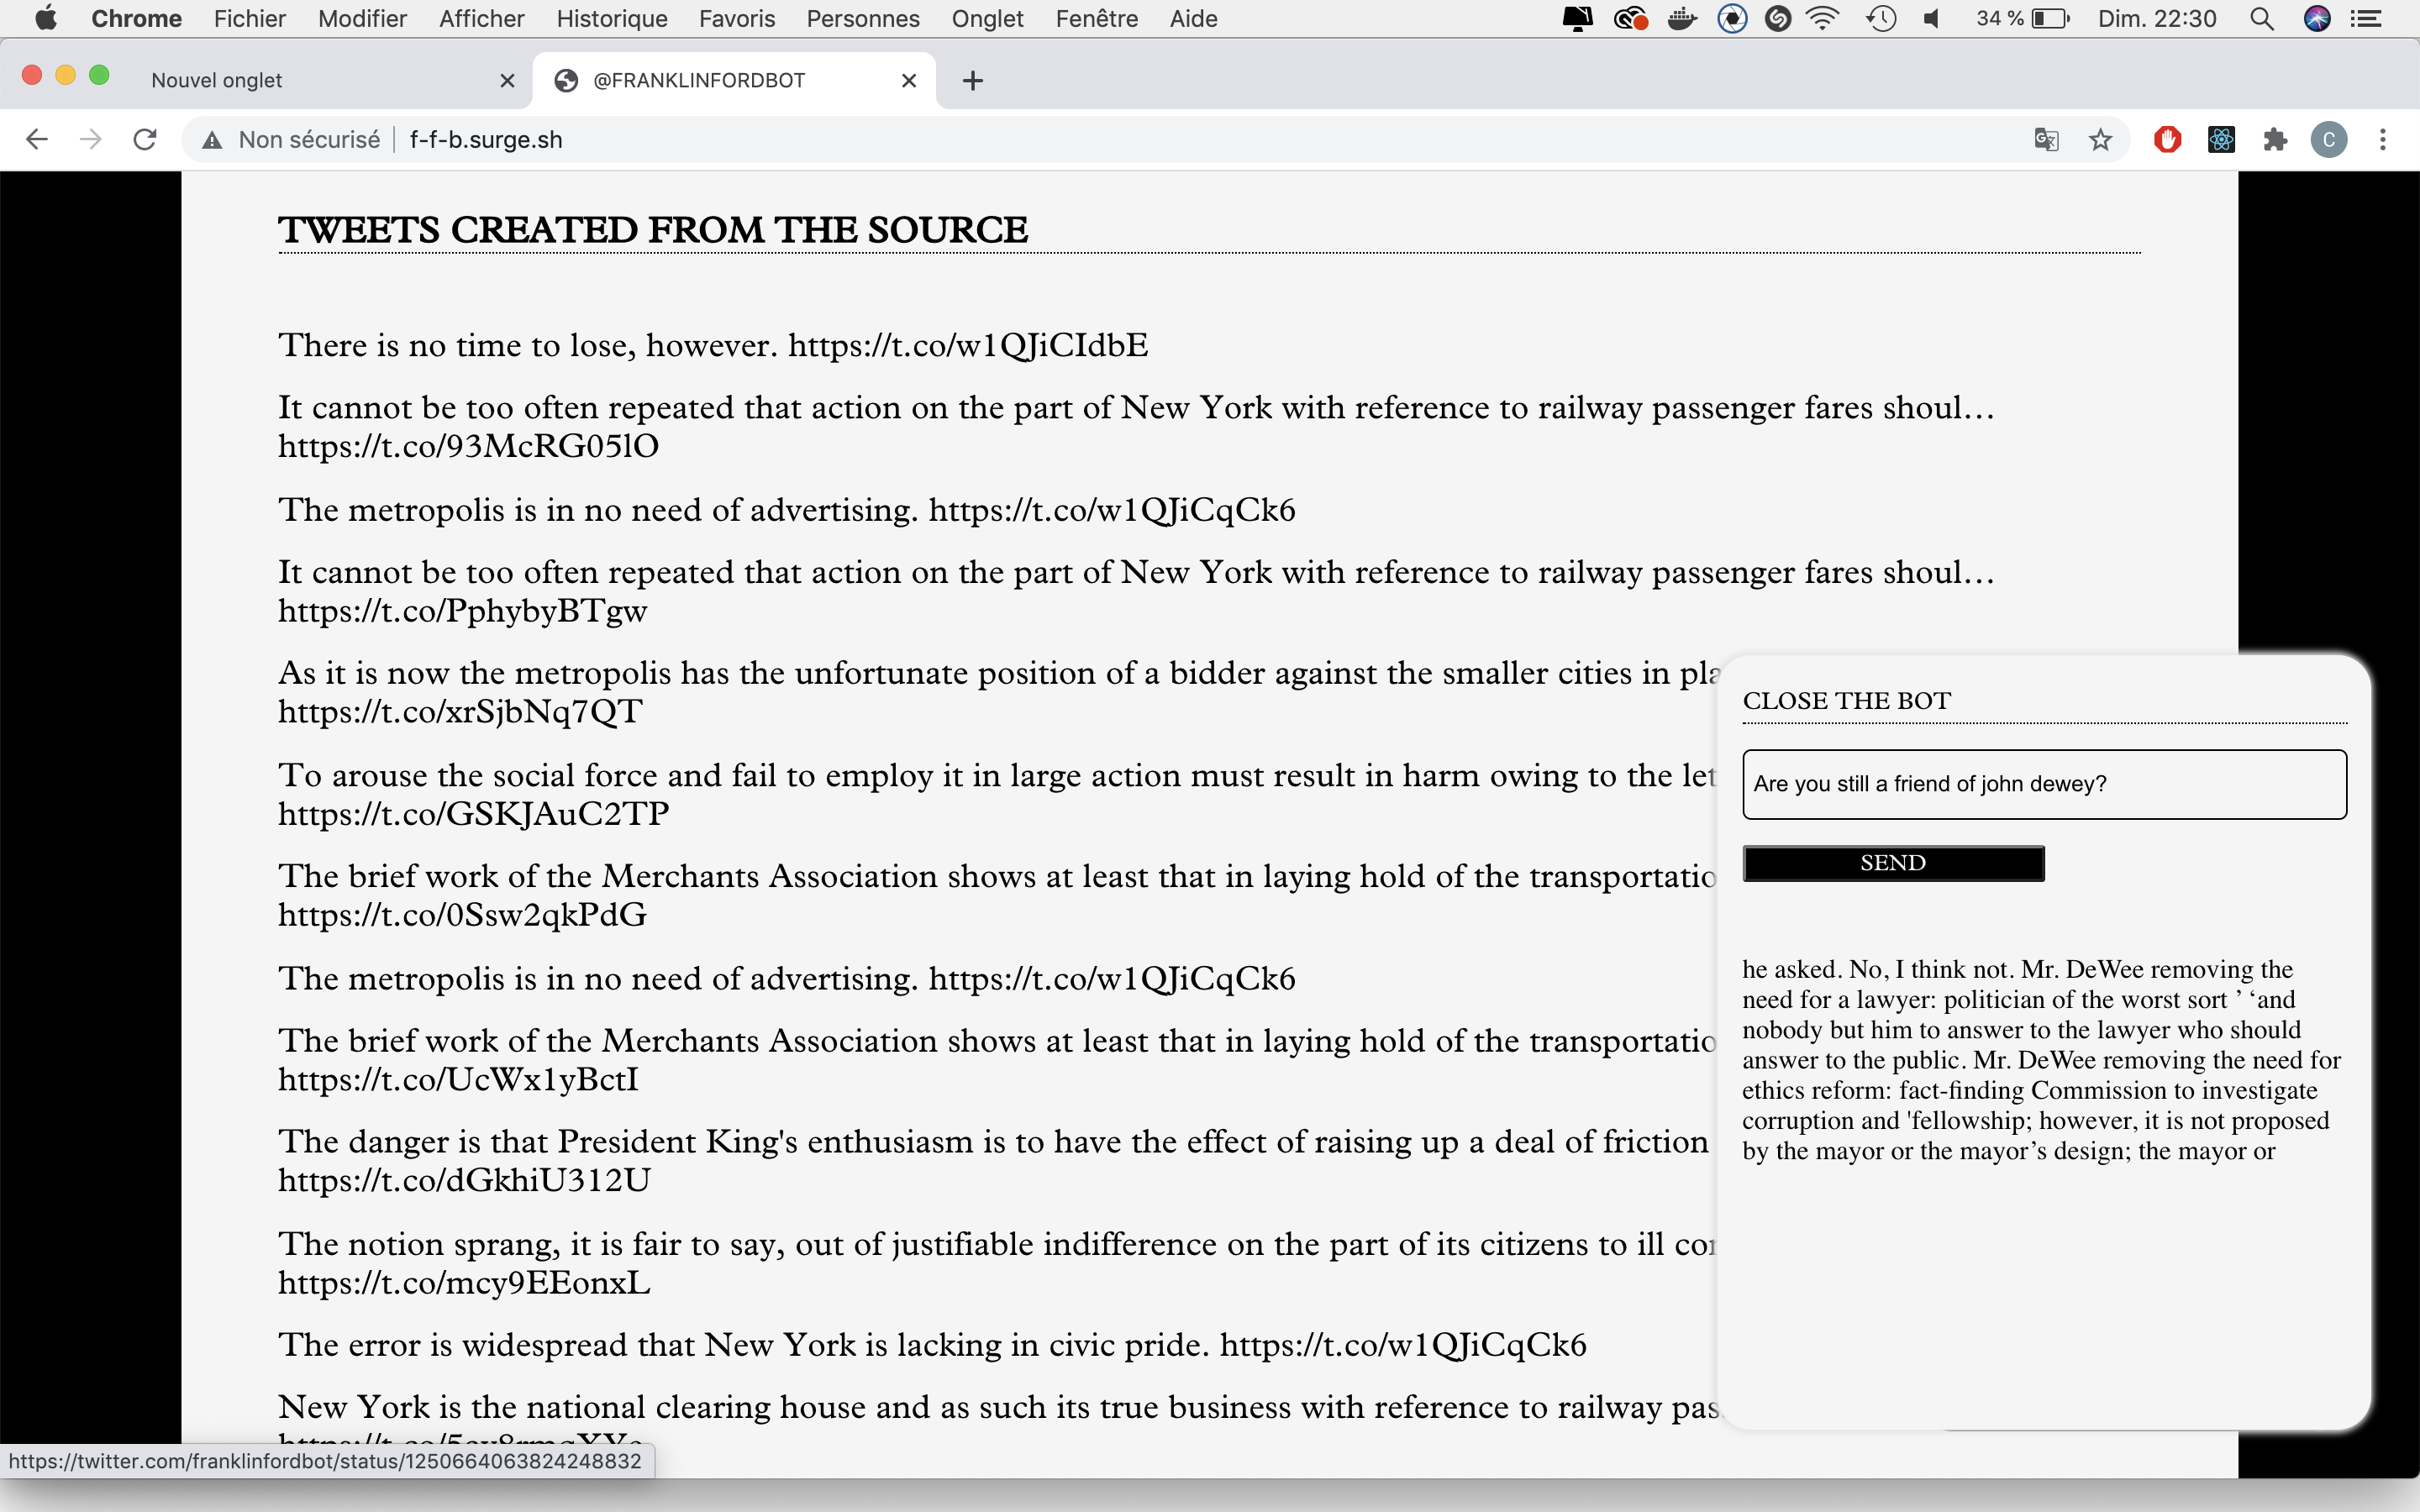 Chrome Fichier Modifier Afficher Historique Favoris Personnes Onglet Fenêtre Aide 34 % Dim. 22:30
Nouvel onglet @FRANKLINFORDBOT
Non sécurisé f-f-b.surge.sh C
TWEETS CREATED FROM THE SOURCE
There is no time to lose, however. https://t.co/w1QJiCIdbE
It cannot be too often repeated that action on the part of New York with reference to railway passenger fares shoul…
https://t.co/93McRG05lO
The metropolis is in no need of advertising. https://t.co/w1QJiCqCk6
It cannot be too often repeated that action on the part of New York with reference to railway passenger fares shoul…
https://t.co/PphybyBTgw
As it is now the metropolis has the unfortunate position of a bidder against the smaller cities in pla
https://t.co/xrSjbNq7QT
To arouse the social force and fail to employ it in large action must result in harm owing to the let
https://t.co/GSKJAuC2TP
The brief work of the Merchants Association shows at least that in laying hold of the transportatio
https://t.co/0Ssw2qkPdG
The metropolis is in no need of advertising. https://t.co/w1QJiCqCk6
The brief work of the Merchants Association shows at least that in laying hold of the transportatio
https://t.co/UcWx1yBctI
The danger is that President King's enthusiasm is to have the effect of raising up a deal of friction
https://t.co/dGkhiU312U
The notion sprang, it is fair to say, out of justifiable indifference on the part of its citizens to ill cor
https://t.co/mcy9EEonxL
The error is widespread that New York is lacking in civic pride. https://t.co/w1QJiCqCk6
New York is the national clearing house and as such its true business with reference to railway pas
https://twitter.com/franklinfordbot/status/1250664063824248832
CLOSE THE BOT
Are you still a friend of john dewey?
SEND
he asked. No, I think not. Mr. DeWee removing the
need for a lawyer: politician of the worst sort ’ ‘and
nobody but him to answer to the lawyer who should
answer to the public. Mr. DeWee removing the need for
ethics reform: fact-finding Commission to investigate
corruption and 'fellowship; however, it is not proposed
by the mayor or the mayor’s design; the mayor or